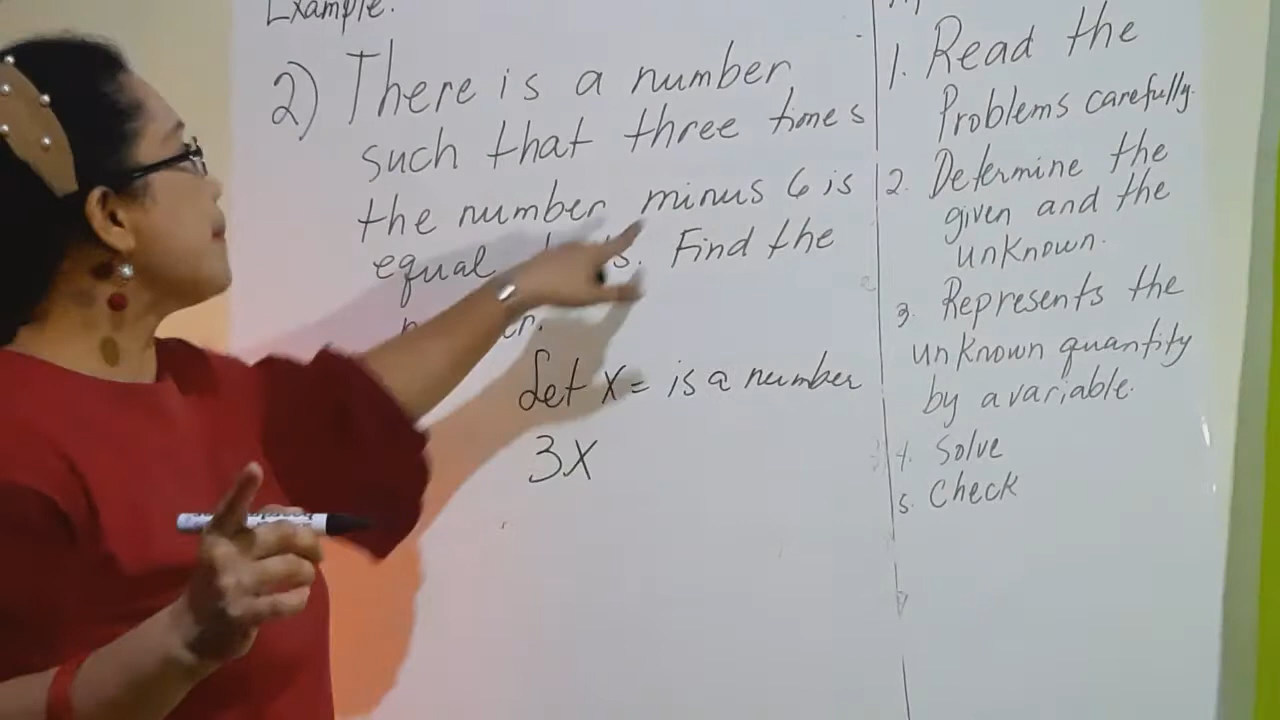 Example:
2) There is a number
such that three times
the number minus 6 is
equal Find the
Let x = is a number
3x
1. Read the
Problems carefully.
2. Determine the
given and the
unknown.
3. Represents the
unknown quantity
by a variable.
4. Solve
5. Check